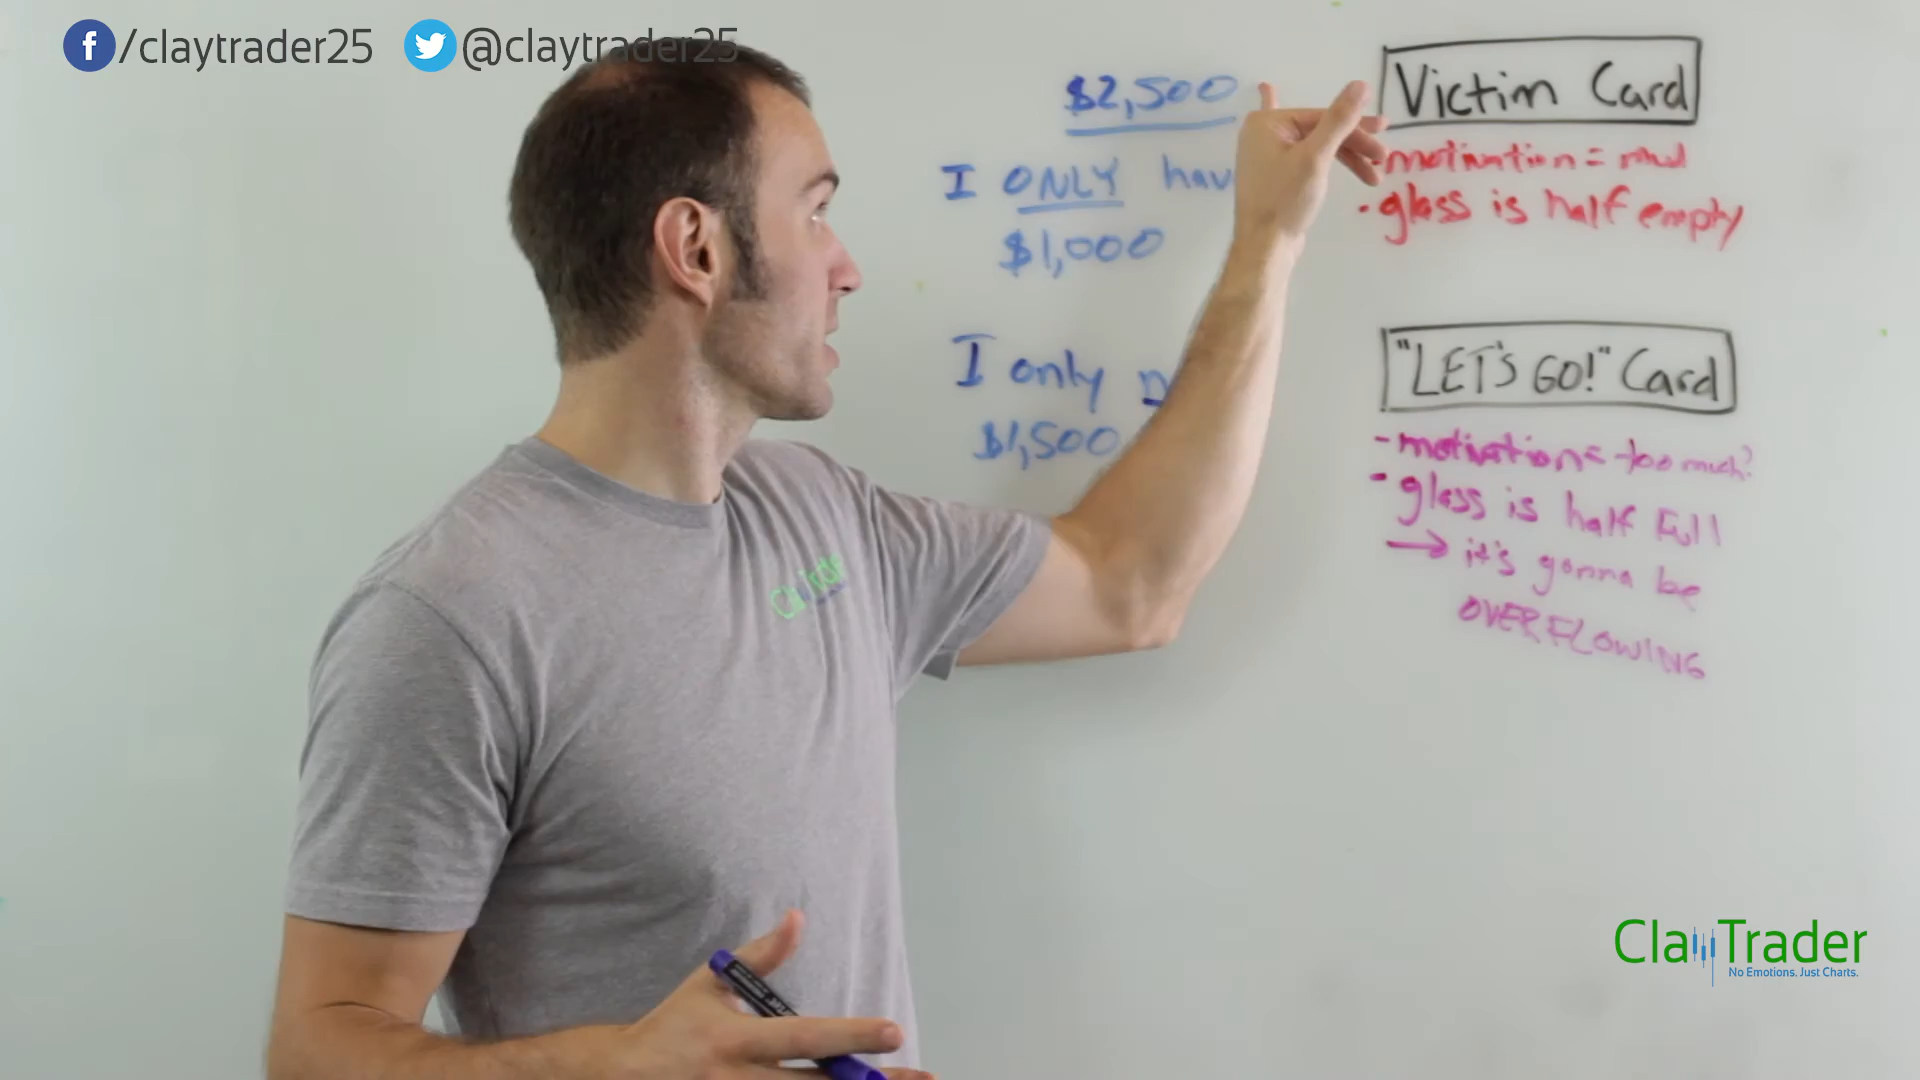 /claytrader25 @claytrader25
$2,500
I ONLY hav
$1,000
I only
$1,500
Victim Card
-motivation =
• glass is half empty
"LET'S GO!" Card
- motivation = too much?
- glass is half full
→ it's gonna be
OVERFLOWING
ClayTrader
ClayTrader
No Emotions. Just Charts.